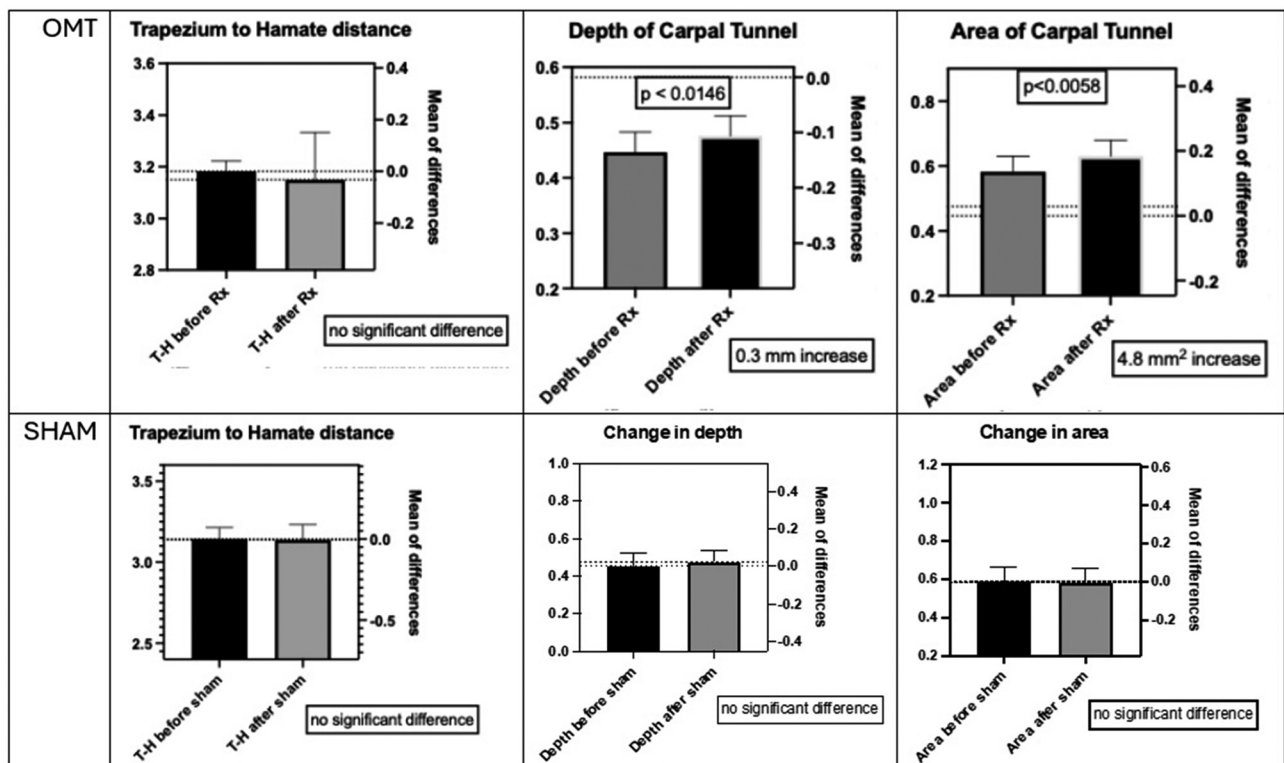 OMT
Trapezium to Hamate distance
3.6
3.4
3.2
3.0
2.8
0.4
0.2
0.0
-0.2
Mean of differences
T-H before Rx
T-H after Rx
no significant difference
Depth of Carpal Tunnel
0.6
0.5
0.4
0.3
0.2
p < 0.0146
0.0
-0.1
-0.2
-0.3
Mean of differences
Depth before Rx
Depth after Rx
0.3 mm increase
Area of Carpal Tunnel
0.8
0.6
0.4
0.2
p<0.0058
0.4
0.2
0.0
-0.2
Mean of differences
Area before Rx
Area after Rx
4.8 mm² increase
SHAM
Trapezium to Hamate distance
3.5
3.0
2.5
0.0
-0.5
Mean of differences
T-H before sham
T-H after sham
no significant difference
Change in depth
1.0
0.8
0.6
0.4
0.2
0.0
0.4
0.2
0.0
-0.2
-0.4
Mean of differences
Depth before sham
Depth after sham
no significant difference
Change in area
1.2
1.0
0.8
0.6
0.4
0.2
0.6
0.4
0.2
0.0
-0.2
Mean of differences
Area before sham
Area after sham
no significant difference